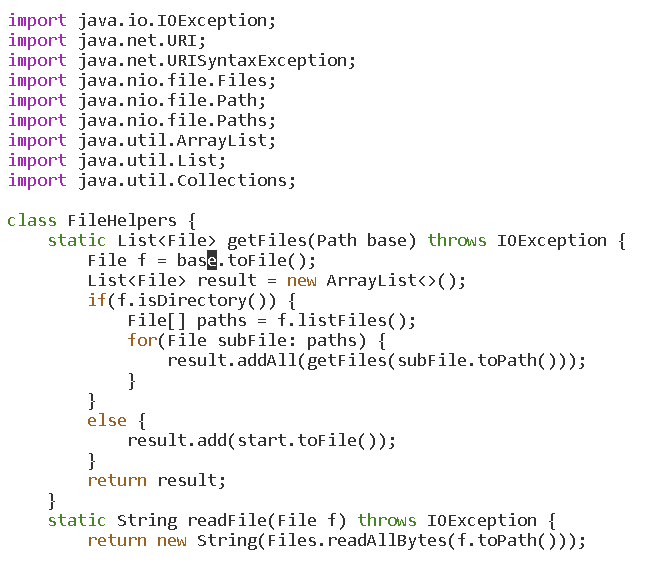 import java.io.IOException;
import java.net.URI;
import java.net.URISyntaxException;
import java.nio.file.Files;
import java.nio.file.Path;
import java.nio.file.Paths;
import java.util.ArrayList;
import java.util.List;
import java.util.Collections;

class FileHelpers {
    static List<File> getFiles(Path base) throws IOException {
        File f = base.toFile();
        List<File> result = new ArrayList<>();
        if(f.isDirectory()) {
            File[] paths = f.listFiles();
            for(File subFile: paths) {
                result.addAll(getFiles(subFile.toPath()));
            }
        }
        else {
            result.add(start.toFile());
        }
        return result;
    }
    static String readFile(File f) throws IOException {
        return new String(Files.readAllBytes(f.toPath()));